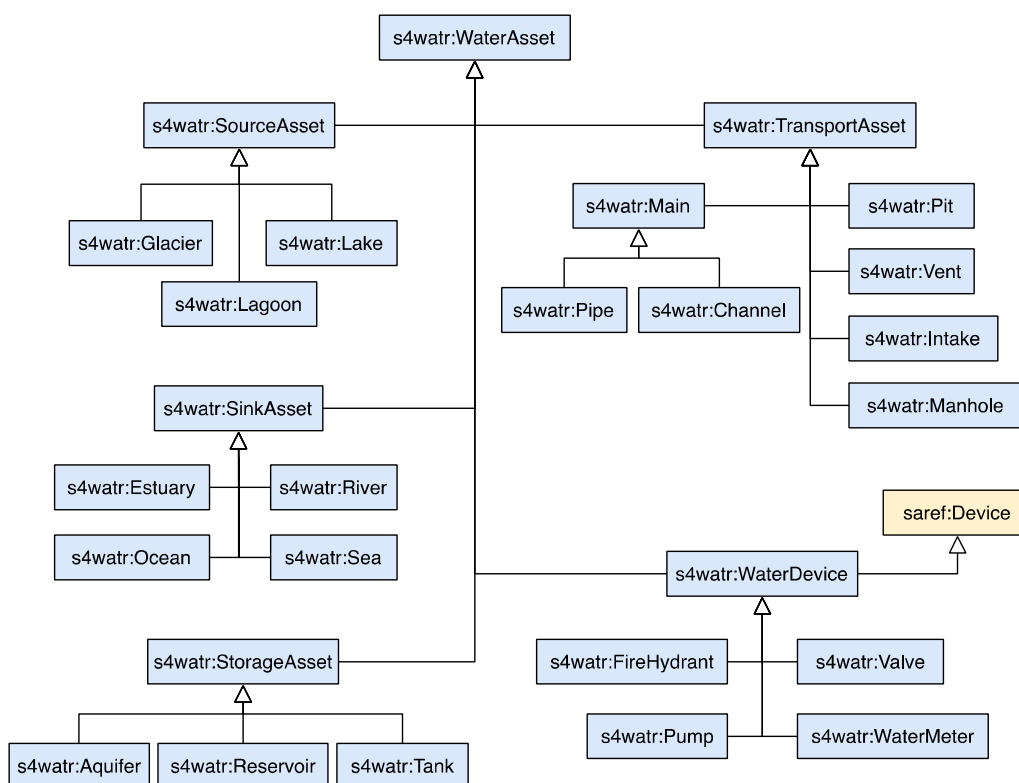 s4watr:WaterAsset
s4watr:SourceAsset
s4watr:TransportAsset
s4watr:Main
s4watr:Pit
s4watr:Glacier
s4watr:Lake
s4watr:Vent
s4watr:Lagoon
s4watr:Pipe
s4watr:Channel
s4watr:Intake
s4watr:SinkAsset
s4watr:Manhole
s4watr:Estuary
s4watr:River
saref:Device
s4watr:Ocean
s4watr:Sea
s4watr:WaterDevice
s4watr:StorageAsset
s4watr:FireHydrant
s4watr:Valve
s4watr:Pump
s4watr:WaterMeter
s4watr:Aquifer
s4watr:Reservoir
s4watr:Tank